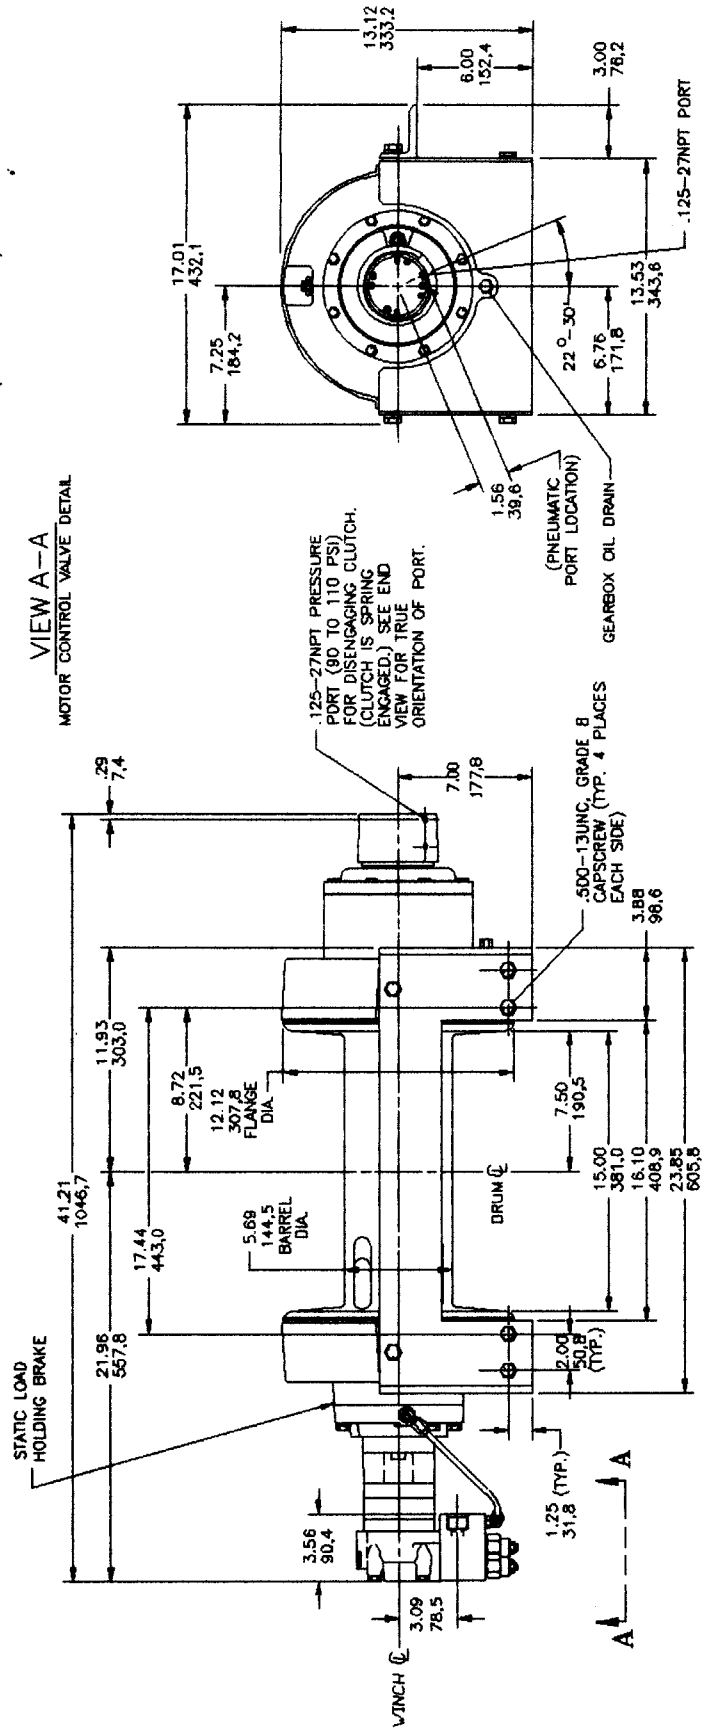 VIEW A-A
MOTOR CONTROL VALVE DETAIL
STATIC LOAD
HOLDING BRAKE
41.21
1046,7
.29
7,4
21.96
557,8
11.93
303,0
17.44
443,0
8.72
221,5
12.12
307,8
FLANGE
DIA.
5.69
144,5
BARREL
DIA.
3.56
90,4
3.09
78,5
WINCH ℄
DRUM ℄
7.00
177,8
.125-27NPT PRESSURE
PORT (90 TO 110 PSI)
FOR DISENGAGING CLUTCH.
(CLUTCH IS SPRING
ENGAGED.) SEE END
VIEW FOR TRUE
ORIENTATION OF PORT.
.500-13UNC, GRADE 8
CAPSCREW (TYP. 4 PLACES
EACH SIDE)
7.50
190,5
3.88
98,6
15.00
381,0
16.10
408,9
23.85
605,8
2.00
50,8
(TYP.)
1.25 (TYP.)
31,8
A
A
17.01
432,1
7.25
184,2
13.12
333,2
6.00
152,4
3.00
76,2
.125-27NPT PORT
22°-30'
6.76
171,8
13.53
343,6
1.56
39,6
(PNEUMATIC
PORT LOCATION)
GEARBOX OIL DRAIN